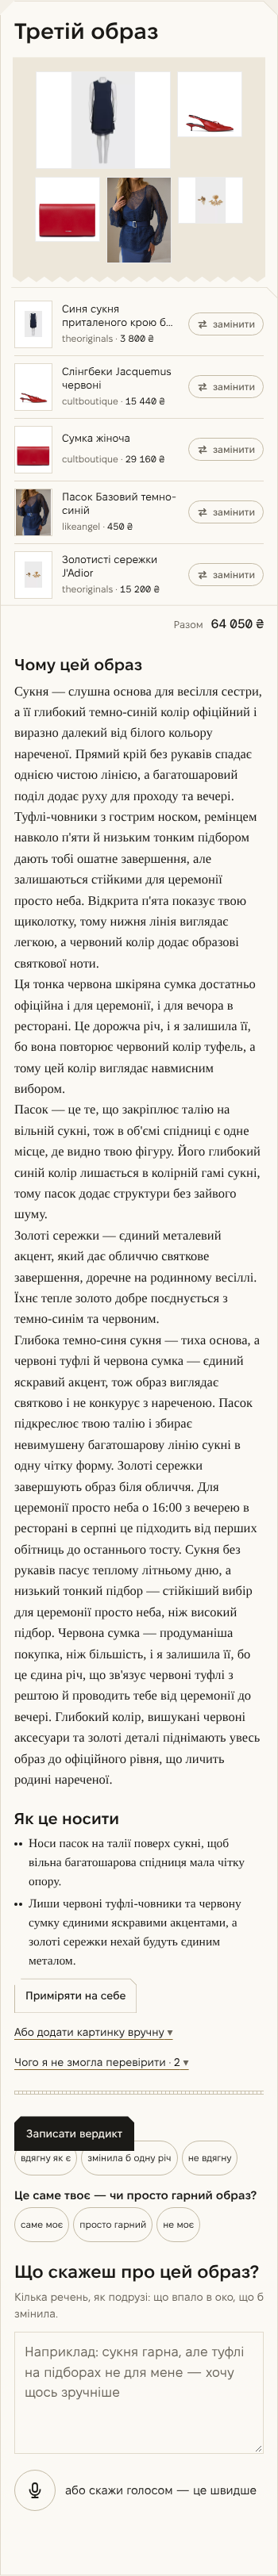 Третій образ
Синя сукня
приталеного крою б...
theoriginals · 3 800 ₴
замінити
Слінгбеки Jacquemus
червоні
cultboutique · 15 440 ₴
замінити
Сумка жіноча
cultboutique · 29 160 ₴
замінити
Пасок Базовий темно-
синій
likeangel · 450 ₴
замінити
Золотисті сережки
J'Adior
theoriginals · 15 200 ₴
замінити
Разом 64 050 ₴
Чому цей образ
Сукня — слушна основа для весілля сестри,
а її глибокий темно-синій колір офіційний і
виразно далекий від білого кольору
нареченої. Прямий крій без рукавів спадає
однією чистою лінією, а багатошаровий
поділ додає руху для проходу та вечері.
Туфлі-човники з гострим носком, ремінцем
навколо п'яти й низьким тонким підбором
дають тобі ошатне завершення, але
залишаються стійкими для церемонії
просто неба. Відкрита п'ята показує твою
щиколотку, тому нижня лінія виглядає
легкою, а червоний колір додає образові
святкової ноти.
Ця тонка червона шкіряна сумка достатньо
офіційна і для церемонії, і для вечора в
ресторані. Це дорожча річ, і я залишила її,
бо вона повторює червоний колір туфель, а
тому цей колір виглядає навмисним
вибором.
Пасок — це те, що закріплює талію на
вільній сукні, тож в об'ємі спідниці є одне
місце, де видно твою фігуру. Його глибокий
синій колір лишається в колірній гамі сукні,
тому пасок додає структури без зайвого
шуму.
Золоті сережки — єдиний металевий
акцент, який дає обличчю святкове
завершення, доречне на родинному весіллі.
Їхнє тепле золото добре поєднується з
темно-синім та червоним.
Глибока темно-синя сукня — тиха основа, а
червоні туфлі й червона сумка — єдиний
яскравий акцент, тож образ виглядає
святково і не конкурує з нареченою. Пасок
підкреслює твою талію і збирає
невимушену багатошарову лінію сукні в
одну чітку форму. Золоті сережки
завершують образ біля обличчя. Для
церемонії просто неба о 16:00 з вечерею в
ресторані в серпні це підходить від перших
обітниць до останнього тосту. Сукня без
рукавів пасує теплому літньому дню, а
низький тонкий підбор — стійкіший вибір
для церемонії просто неба, ніж високий
підбор. Червона сумка — продуманіша
покупка, ніж більшість, і я залишила її, бо
це єдина річ, що зв'язує червоні туфлі з
рештою й проводить тебе від церемонії до
вечері. Глибокий колір, вишукані червоні
аксесуари та золоті деталі піднімають увесь
образ до офіційного рівня, що личить
родині нареченої.
Як це носити
Носи пасок на талії поверх сукні, щоб
вільна багатошарова спідниця мала чітку
опору.
Лиши червоні туфлі-човники та червону
сумку єдиними яскравими акцентами, а
золоті сережки нехай будуть єдиним
металом.
Приміряти на себе
Або додати картинку вручну ▾
Чого я не змогла перевірити · 2 ▾
Записати вердикт
вдягну як є
змінила б одну річ
не вдягну
Це саме твоє — чи просто гарний образ?
саме моє
просто гарний
не моє
Що скажеш про цей образ?
Кілька речень, як подрузі: що впало в око, що б
змінила.
Наприклад: сукня гарна, але туфлі
на підборах не для мене — хочу
щось зручніше
або скажи голосом — це швидше